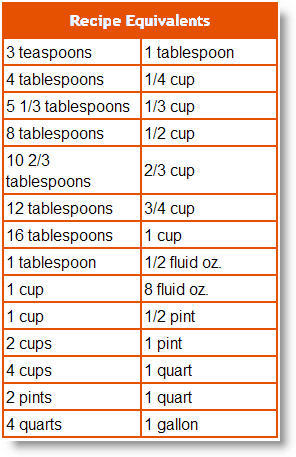 Recipe Equivalents
3 teaspoons 1 tablespoon
4 tablespoons 1/4 cup
5 1/3 tablespoons 1/3 cup
8 tablespoons 1/2 cup
10 2/3
tablespoons 2/3 cup
12 tablespoons 3/4 cup
16 tablespoons 1 cup
1 tablespoon 1/2 fluid oz.
1 cup 8 fluid oz.
1 cup 1/2 pint
2 cups 1 pint
4 cups 1 quart
2 pints 1 quart
4 quarts 1 gallon